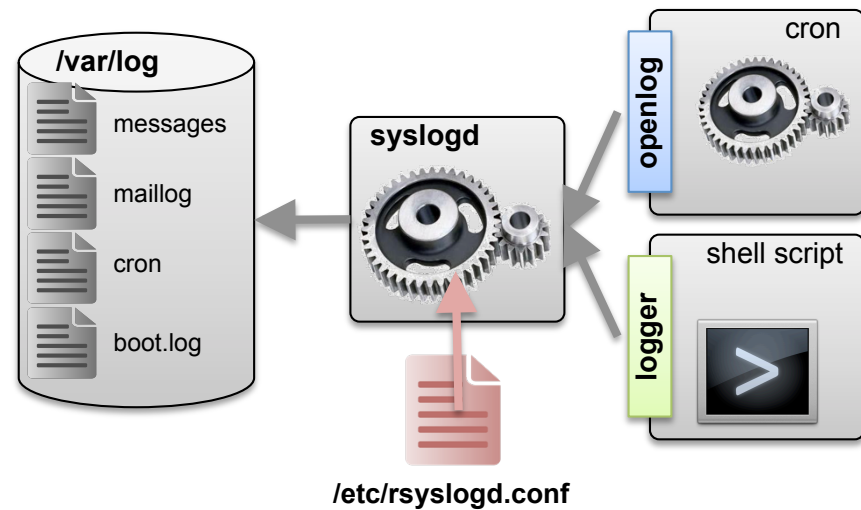 /var/log
messages
maillog
cron
boot.log
syslogd
/etc/rsyslogd.conf
openlog
cron
logger
shell script
>